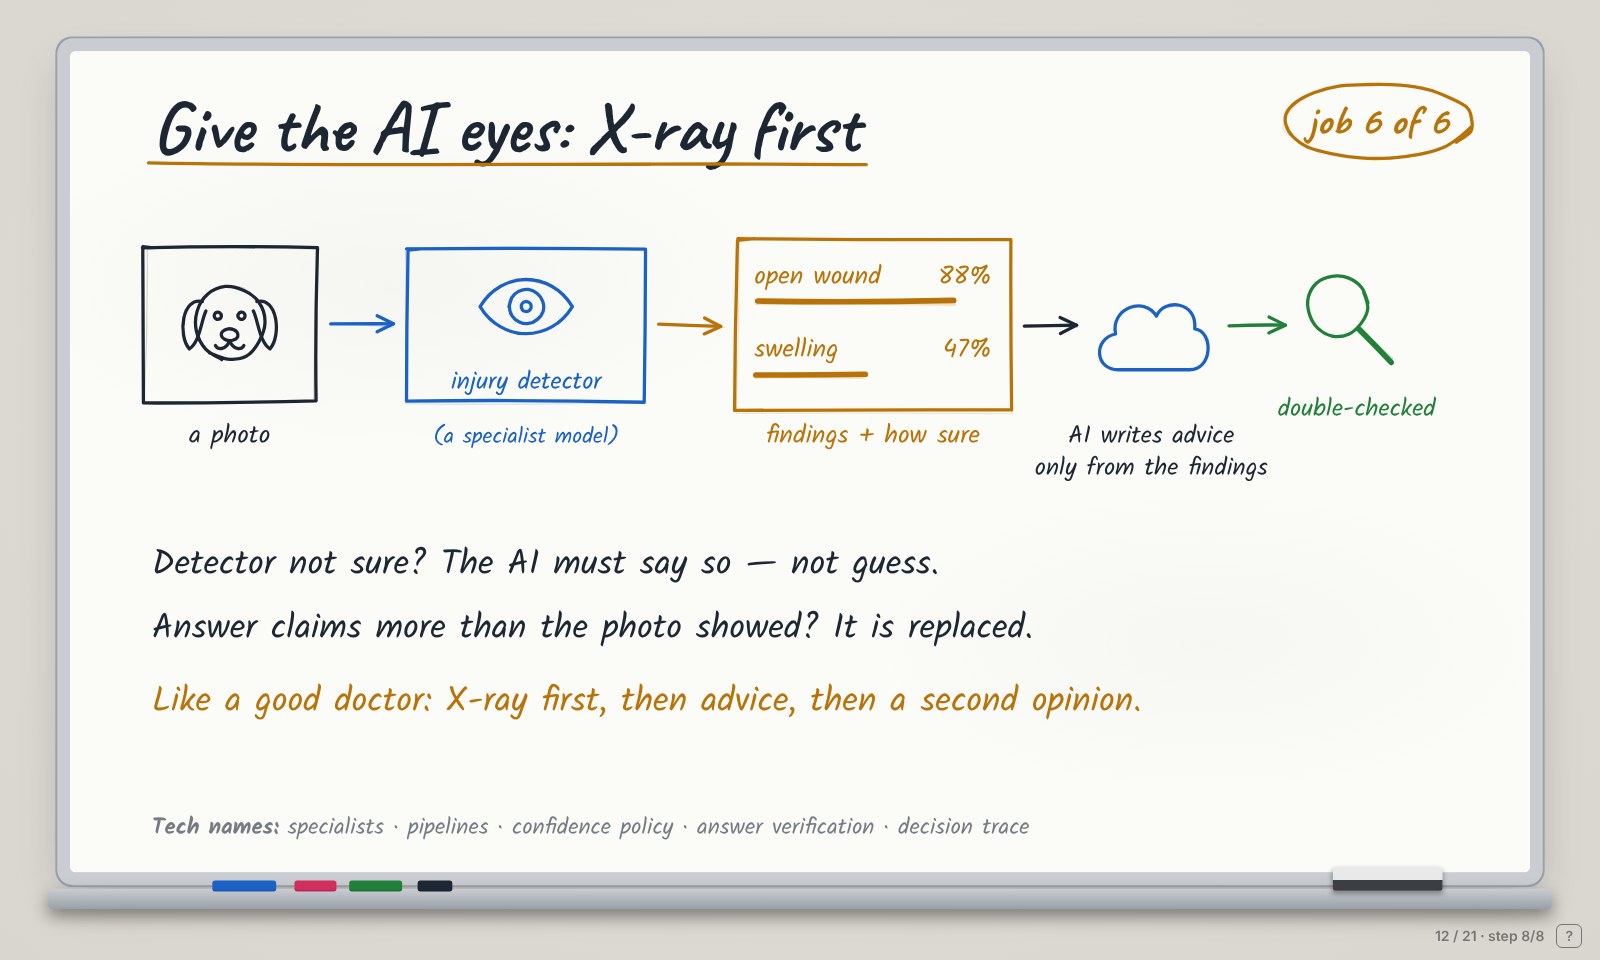 Give the AI eyes: X-ray first
job 6 of 6
open wound 88%
swelling 47%
injury detector
double-checked
a photo
(a specialist model)
findings + how sure
AI writes advice
only from the findings
Detector not sure? The AI must say so — not guess.
Answer claims more than the photo showed? It is replaced.
Like a good doctor: X-ray first, then advice, then a second opinion.
Tech names: specialists · pipelines · confidence policy · answer verification · decision trace
12 / 21 · step 8/8
?